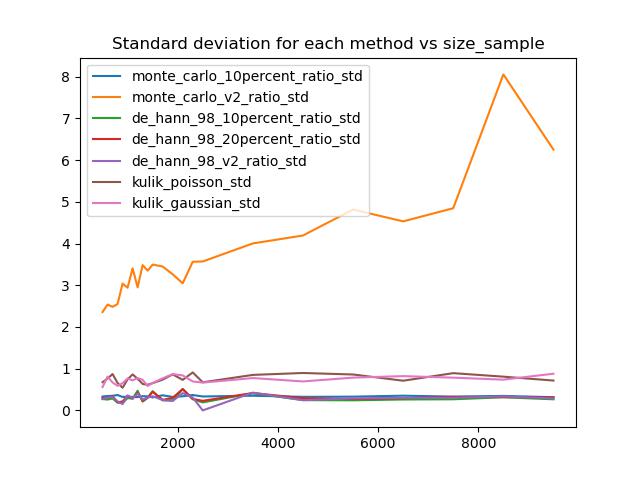 Standard deviation for each method vs size_sample
monte_carlo_10percent_ratio_std
monte_carlo_v2_ratio_std
de_hann_98_10percent_ratio_std
de_hann_98_20percent_ratio_std
de_hann_98_v2_ratio_std
kulik_poisson_std
kulik_gaussian_std
8
7
6
5
4
3
2
1
0
2000 4000 6000 8000